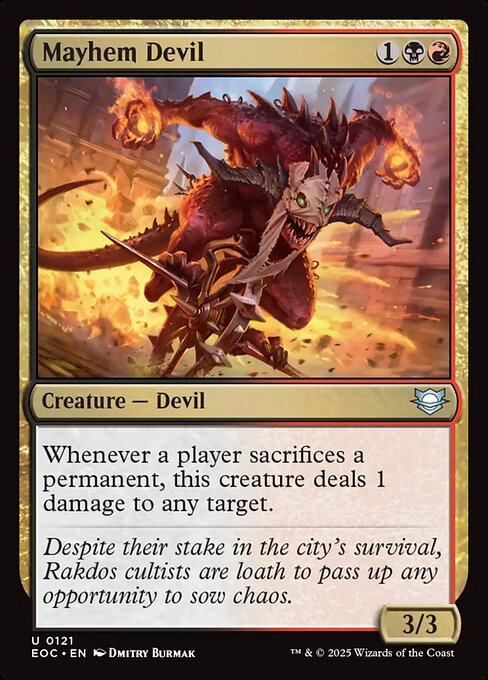 Mayhem Devil 1
Creature — Devil
Whenever a player sacrifices a
permanent, this creature deals 1
damage to any target.
Despite their stake in the city's survival,
Rakdos cultists are loath to pass up any
opportunity to sow chaos.
3/3
U 0121
EOC • EN Dmitry Burmak
™ & © 2025 Wizards of the Coast